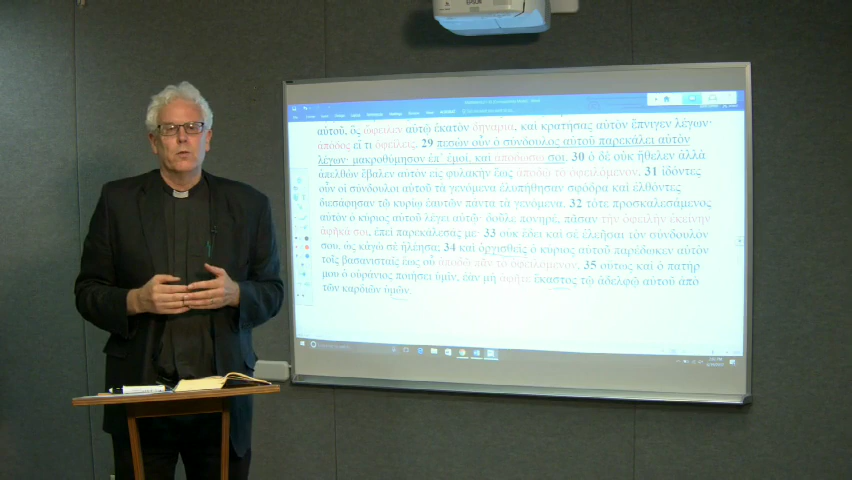 EPSON
αὐτοῦ, ὃς ὤφειλεν αὐτῷ ἑκατὸν δηνάρια, καὶ κρατήσας αὐτὸν ἔπνιγεν λέγων·
ἀπόδος εἴ τι ὀφείλεις. 29 πεσὼν οὖν ὁ σύνδουλος αὐτοῦ παρεκάλει αὐτὸν
λέγων· μακροθύμησον ἐπ᾽ ἐμοί, καὶ ἀποδώσω σοι. 30 ὁ δὲ οὐκ ἤθελεν ἀλλὰ
ἀπελθὼν ἔβαλεν αὐτὸν εἰς φυλακὴν ἕως ἀποδῷ τὸ ὀφειλόμενον. 31 ἰδόντες
οὖν οἱ σύνδουλοι αὐτοῦ τὰ γενόμενα ἐλυπήθησαν σφόδρα καὶ ἐλθόντες
διεσάφησαν τῷ κυρίῳ ἑαυτῶν πάντα τὰ γενόμενα. 32 τότε προσκαλεσάμενος
αὐτὸν ὁ κύριος αὐτοῦ λέγει αὐτῷ· δοῦλε πονηρέ, πᾶσαν τὴν ὀφειλὴν ἐκείνην
ἀφῆκά σοι, ἐπεὶ παρεκάλεσάς με· 33 οὐκ ἔδει καὶ σὲ ἐλεῆσαι τὸν σύνδουλόν
σου, ὡς κἀγὼ σὲ ἠλέησα; 34 καὶ ὀργισθεὶς ὁ κύριος αὐτοῦ παρέδωκεν αὐτὸν
τοῖς βασανισταῖς ἕως οὗ ἀποδῷ πᾶν τὸ ὀφειλόμενον. 35 οὕτως καὶ ὁ πατήρ
μου ὁ οὐράνιος ποιήσει ὑμῖν, ἐὰν μὴ ἀφῆτε ἕκαστος τῷ ἀδελφῷ αὐτοῦ ἀπὸ
τῶν καρδιῶν ὑμῶν.